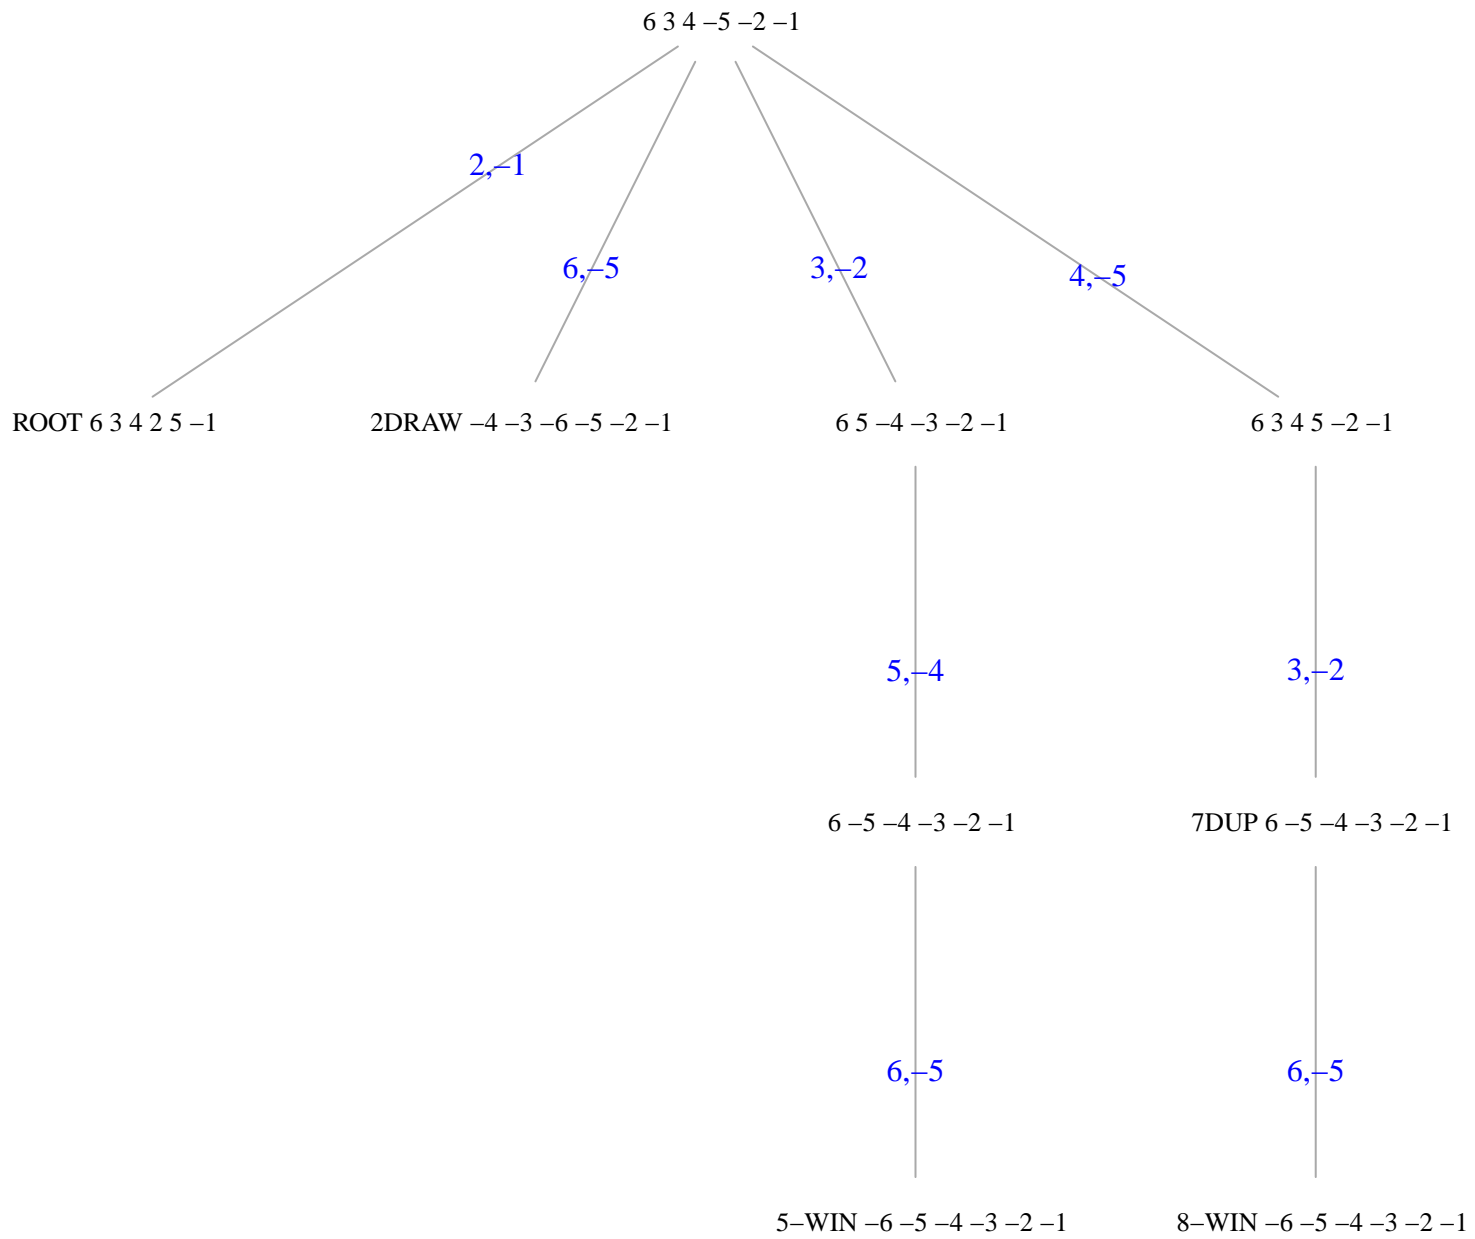 6 3 4 –5 –2 –1
2,–1
6,–5
3,–2
4,–5
ROOT 6 3 4 2 5 –1
2DRAW –4 –3 –6 –5 –2 –1
6 5 –4 –3 –2 –1
6 3 4 5 –2 –1
5,–4
3,–2
6 –5 –4 –3 –2 –1
7DUP 6 –5 –4 –3 –2 –1
6,–5
6,–5
5–WIN –6 –5 –4 –3 –2 –1
8–WIN –6 –5 –4 –3 –2 –1